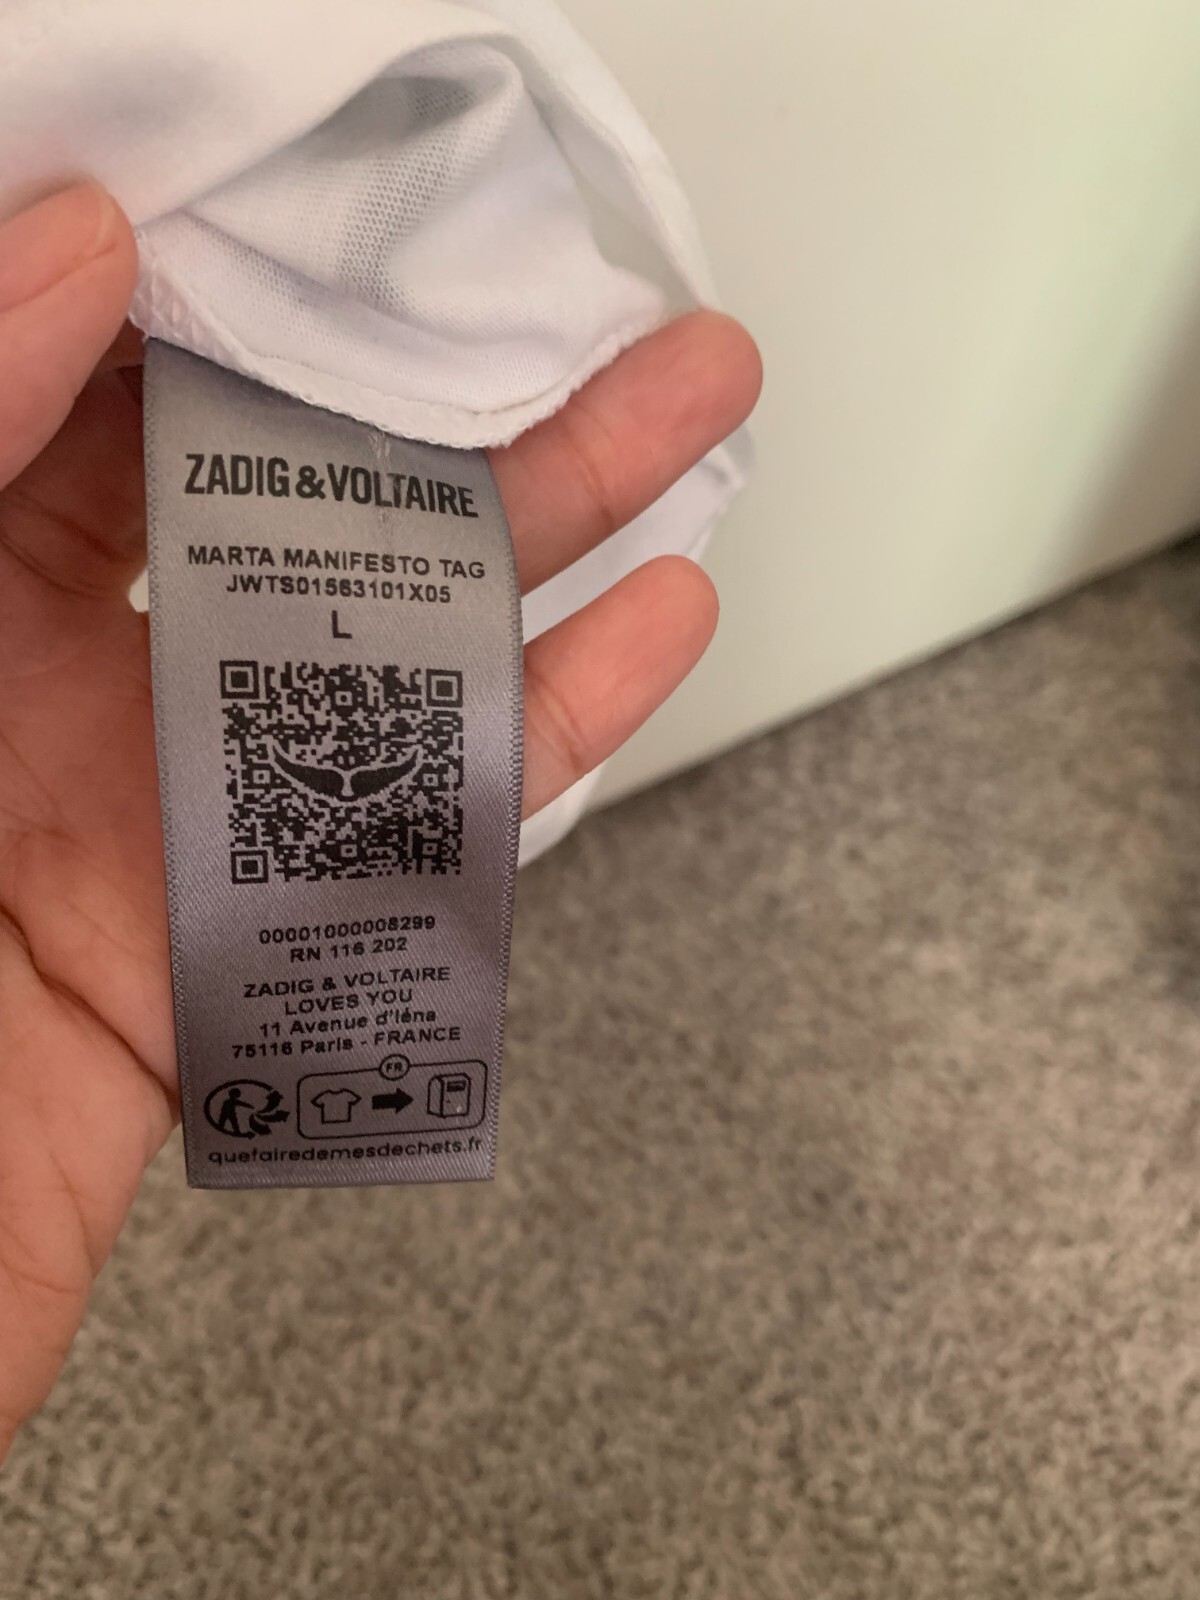 ZADIG&VOLTAIRE
MARTA MANIFESTO TAG
JWTS01563101X05
L
00001000008299
RN 116 202
ZADIG & VOLTAIRE
LOVES YOU
11 Avenue d'Iéna
75116 Paris - FRANCE
FR
quefairedemesdechets.fr